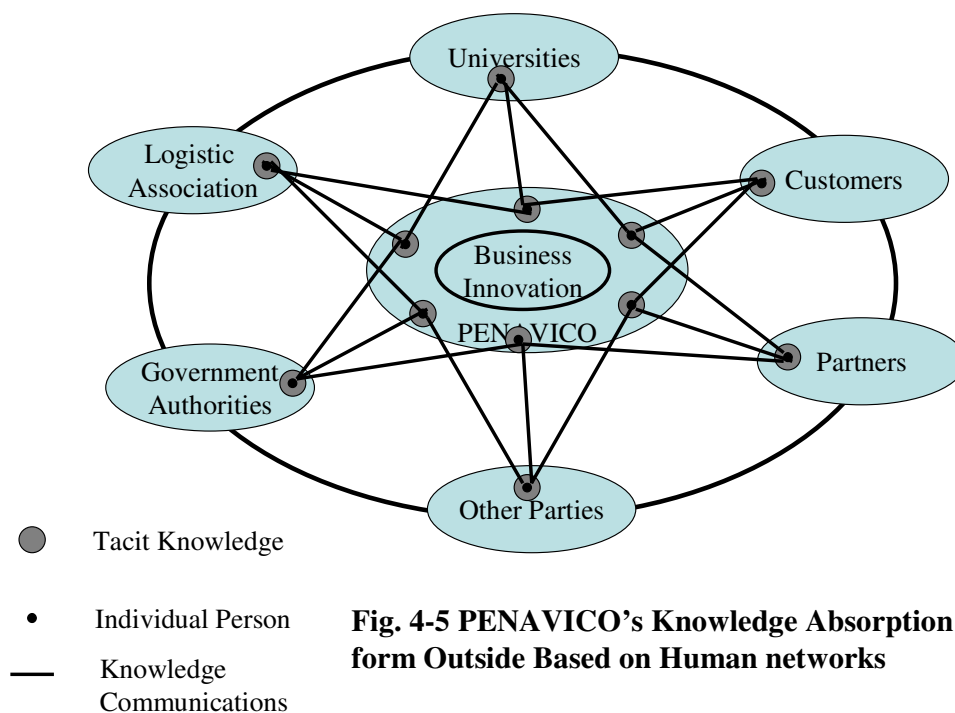 Universities
Logistic
Association
Customers
Business
Innovation
PENAVICO
Government
Authorities
Partners
Other Parties
Tacit Knowledge
Individual Person
Knowledge
Communications
Fig. 4-5 PENAVICO's Knowledge Absorption
form Outside Based on Human networks